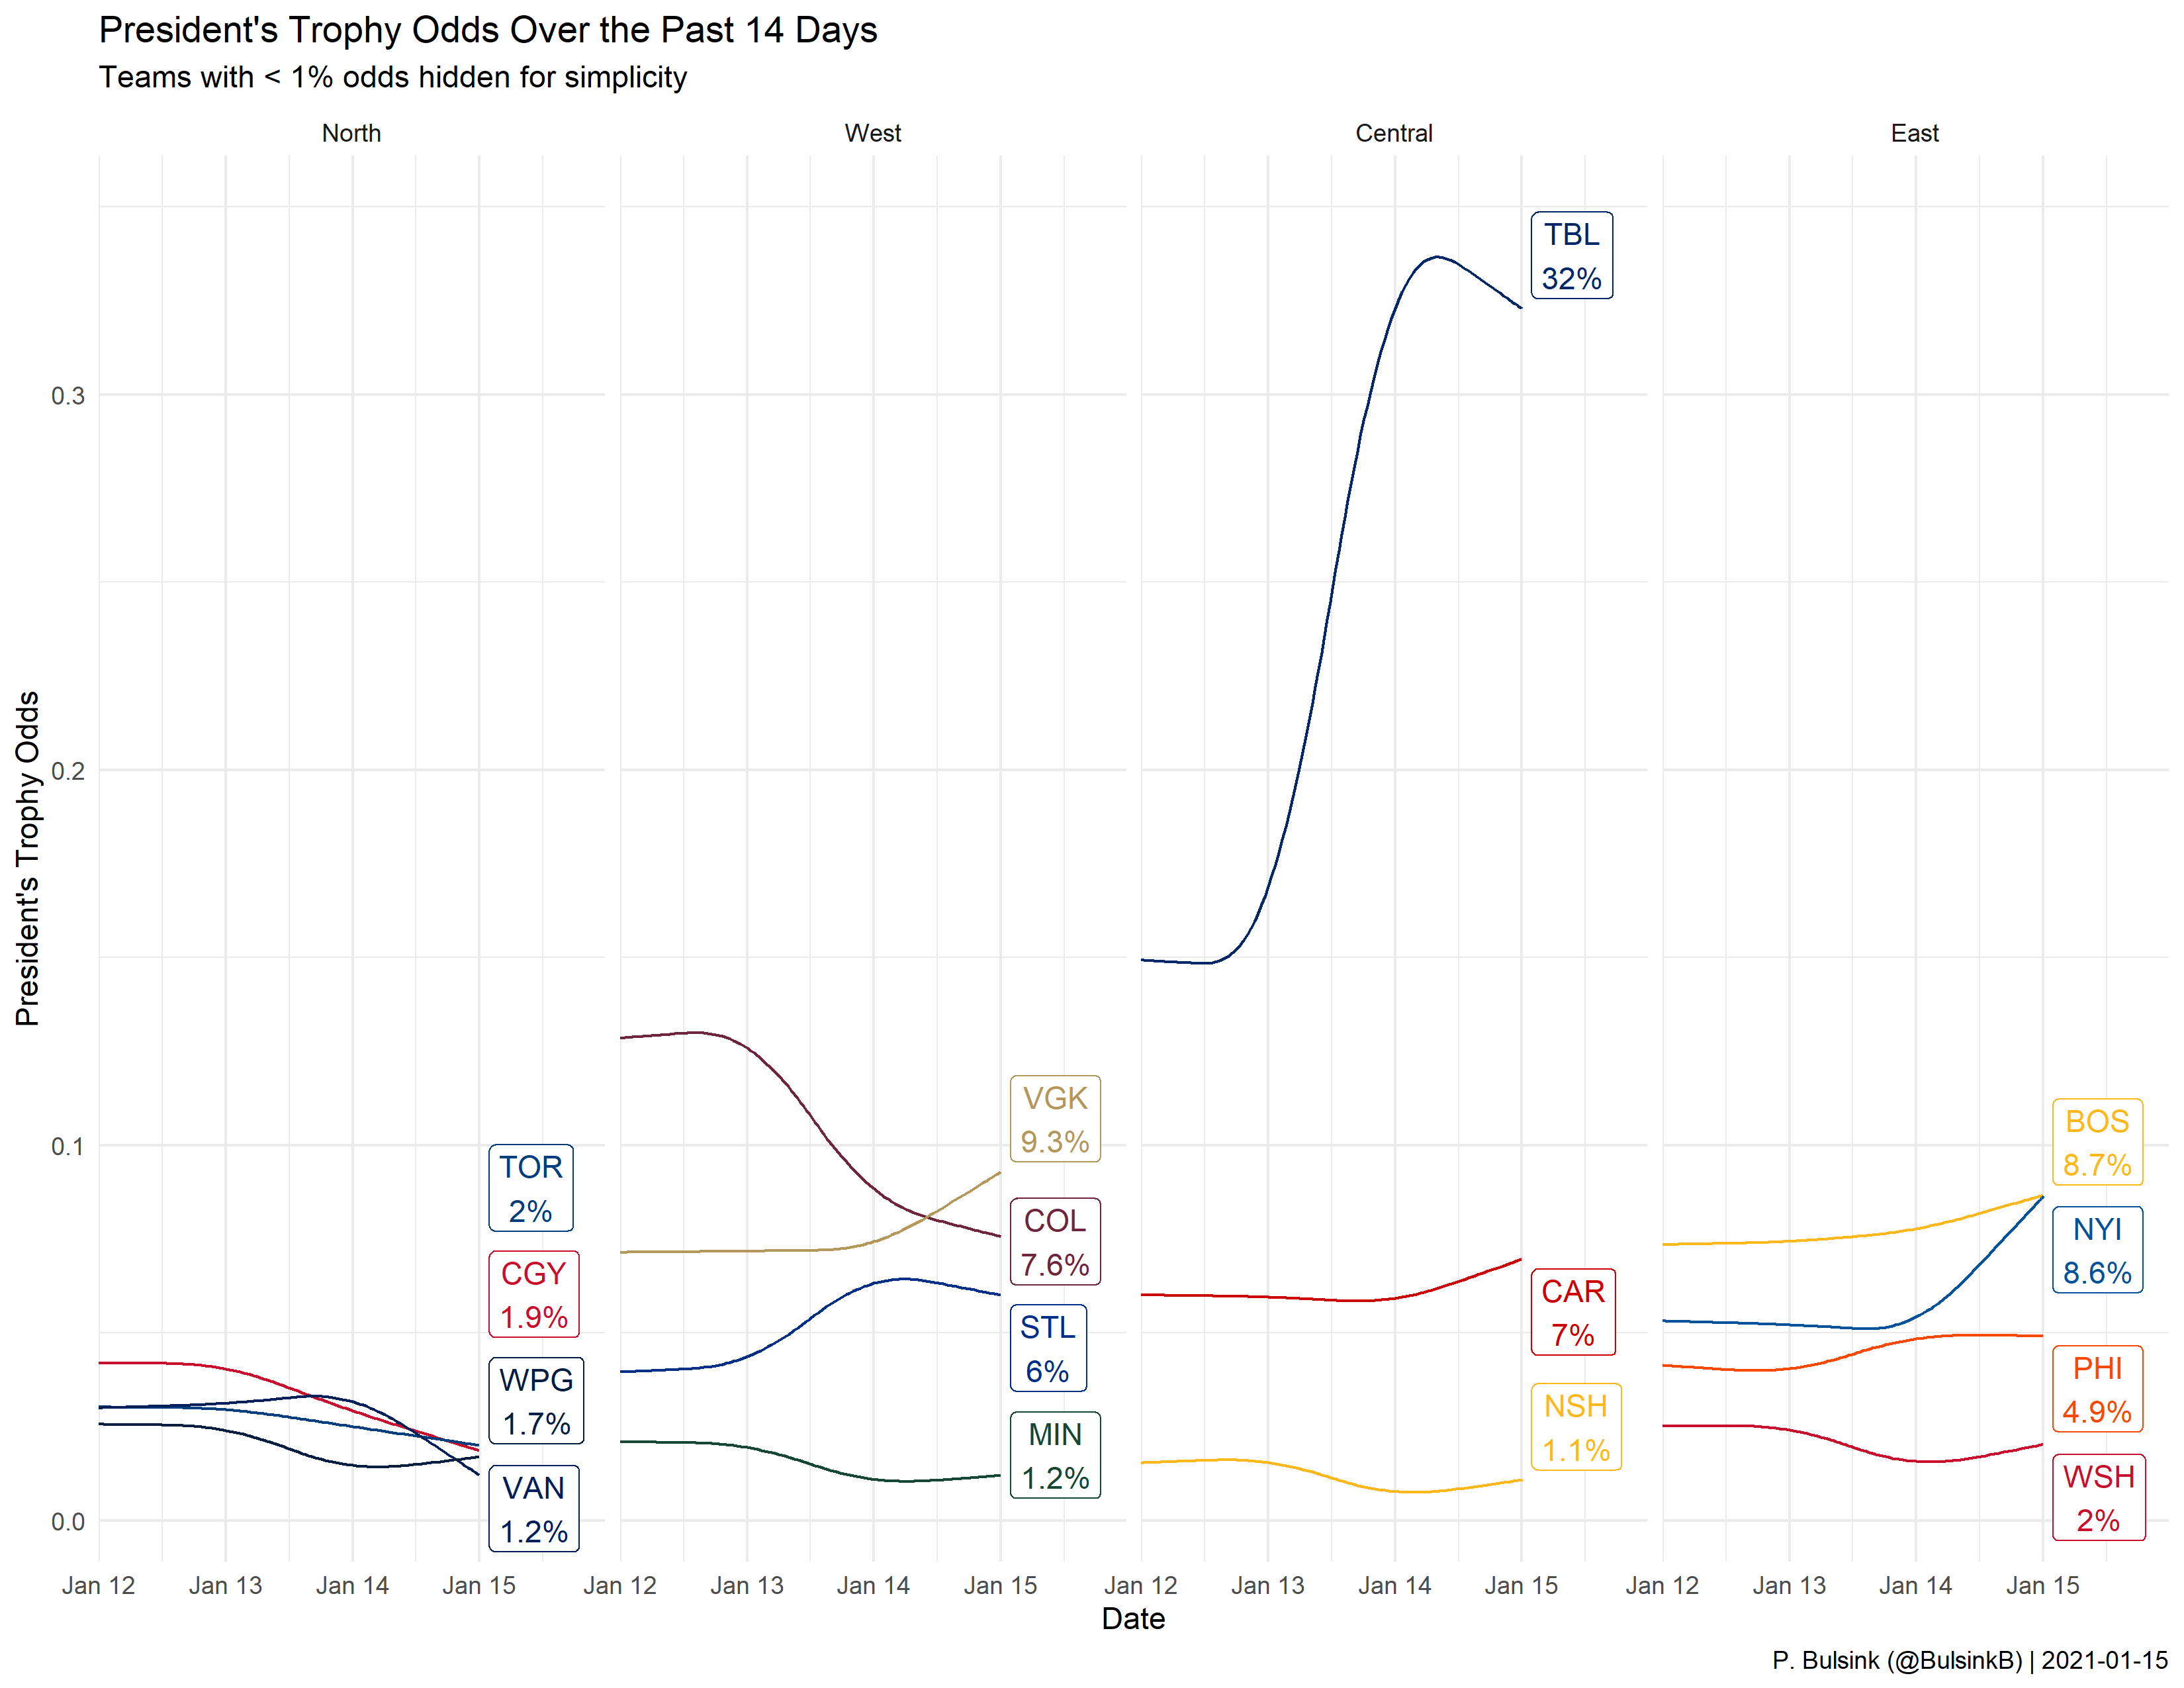 President's Trophy Odds Over the Past 14 Days
Teams with < 1% odds hidden for simplicity
North
West
Central
East
President's Trophy Odds
0.3
0.2
0.1
0.0
TOR
2%
CGY
1.9%
WPG
1.7%
VAN
1.2%
VGK
9.3%
COL
7.6%
STL
6%
MIN
1.2%
TBL
32%
CAR
7%
NSH
1.1%
BOS
8.7%
NYI
8.6%
PHI
4.9%
WSH
2%
Jan 12 Jan 13 Jan 14 Jan 15 Jan 12 Jan 13 Jan 14 Jan 15 Jan 12 Jan 13 Jan 14 Jan 15 Jan 12 Jan 13 Jan 14 Jan 15
Date
P. Bulsink (@BulsinkB) | 2021-01-15